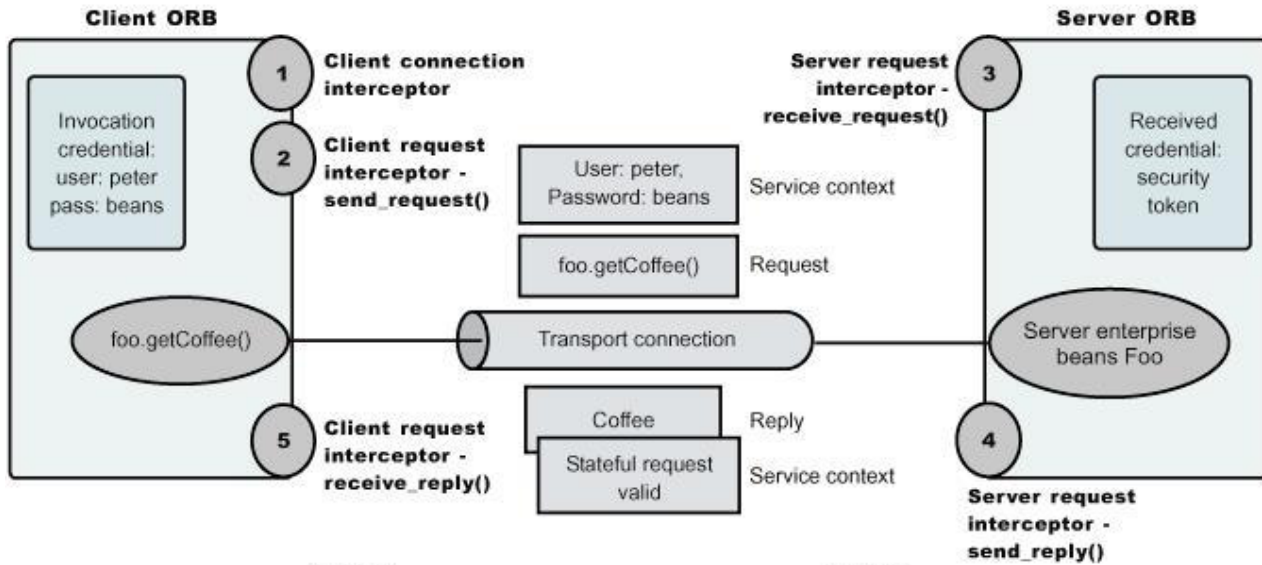 Client ORB
Server ORB
1
Client connection
interceptor
Invocation
credential:
user: peter
pass: beans
2
Client request
interceptor -
send_request()
User: peter,
Password: beans
Service context
foo.getCoffee()
Request
Server request
interceptor -
receive_request()
3
Received
credential:
security
token
foo.getCoffee()
Transport connection
Server enterprise
beans Foo
5
Client request
interceptor -
receive_reply()
Coffee
Reply
Stateful request
valid
Service context
4
Server request
interceptor -
send_reply()